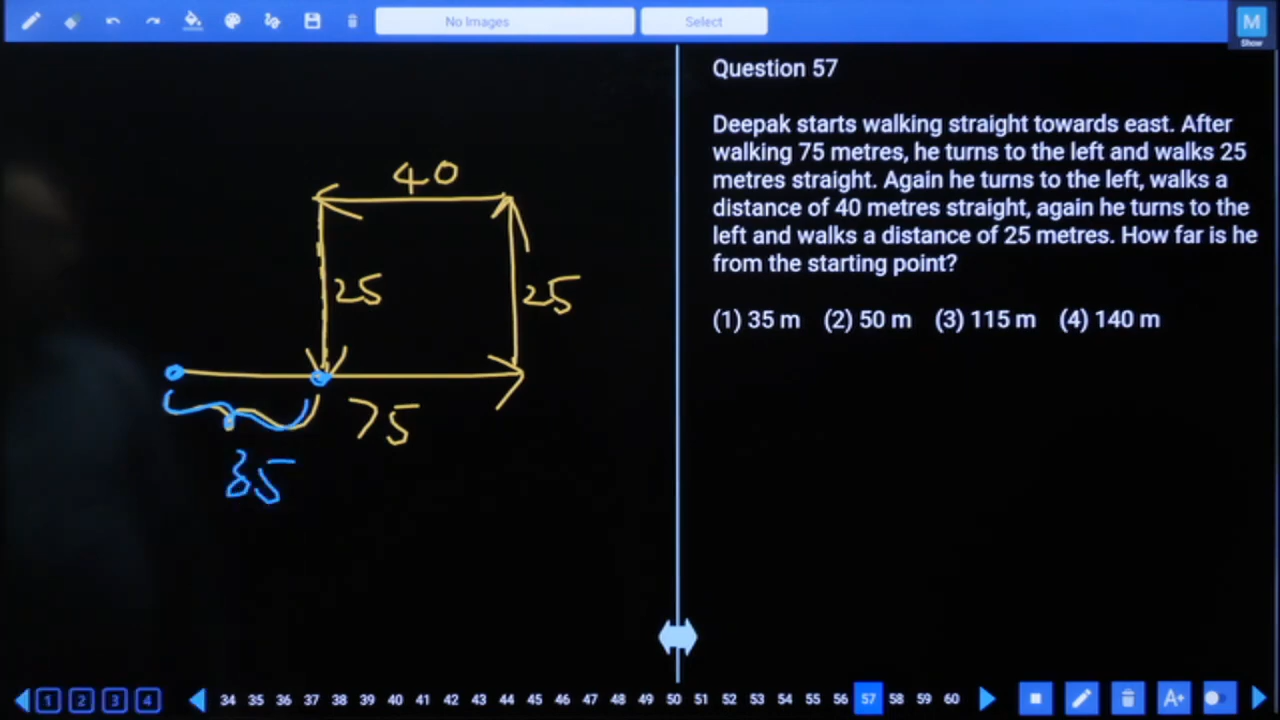 No Images
Select
M
Show
Question 57
Deepak starts walking straight towards east. After
walking 75 metres, he turns to the left and walks 25
metres straight. Again he turns to the left, walks a
distance of 40 metres straight, again he turns to the
left and walks a distance of 25 metres. How far is he
from the starting point?
(1) 35 m (2) 50 m (3) 115 m (4) 140 m
40
25
25
75
35
1 2 3 4 34 35 36 37 38 39 40 41 42 43 44 45 46 47 48 49 50 51 52 53 54 55 56 57 58 59 60 A+